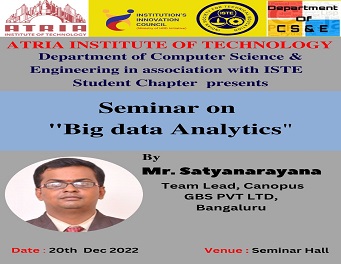 ATRIA
INSTITUTE OF TECHNOLOGY
INSTITUTION'S
INNOVATION
COUNCIL
ISTE
Department
Of
CS&E
ATRIA INSTITUTE OF TECHNOLOGY
Department of Computer Science &
Engineering in association with ISTE
Student Chapter presents
Seminar on
"Big data Analytics"
By
Mr. Satyanarayana
Team Lead, Canopus
GBS PVT LTD,
Bangaluru
Date : 20th Dec 2022
Venue : Seminar Hall